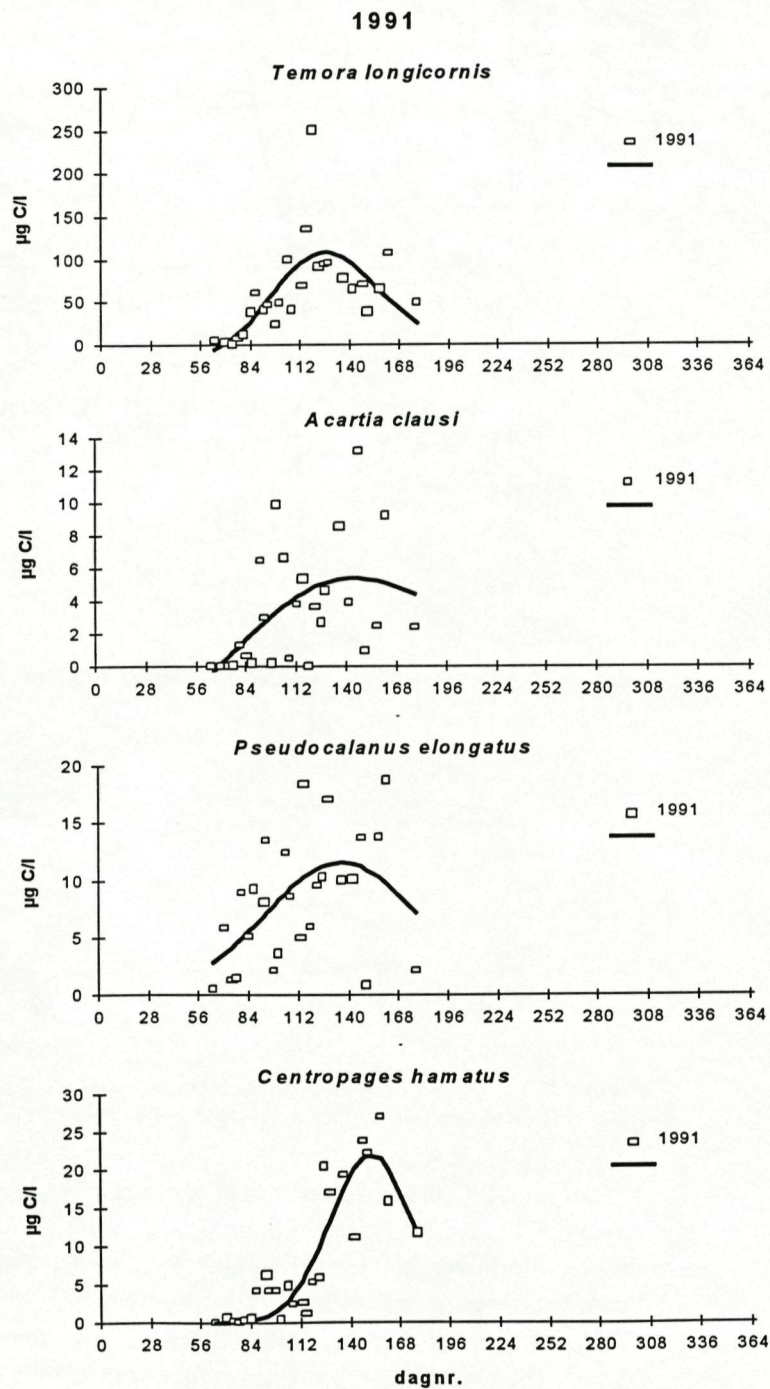 1991
Temora longicornis
300
250
200
150
100
50
0
µg C/l
1991
0 28 56 84 112 140 168 196 224 252 280 308 336 364
Acartia clausi
14
12
10
8
6
4
2
0
µg C/l
1991
0 28 56 84 112 140 168 196 224 252 280 308 336 364
Pseudocalanus elongatus
20
15
10
5
0
µg C/l
1991
0 28 56 84 112 140 168 196 224 252 280 308 336 364
Centropages hamatus
30
25
20
15
10
5
0
µg C/l
1991
0 28 56 84 112 140 168 196 224 252 280 308 336 364
dagnr.